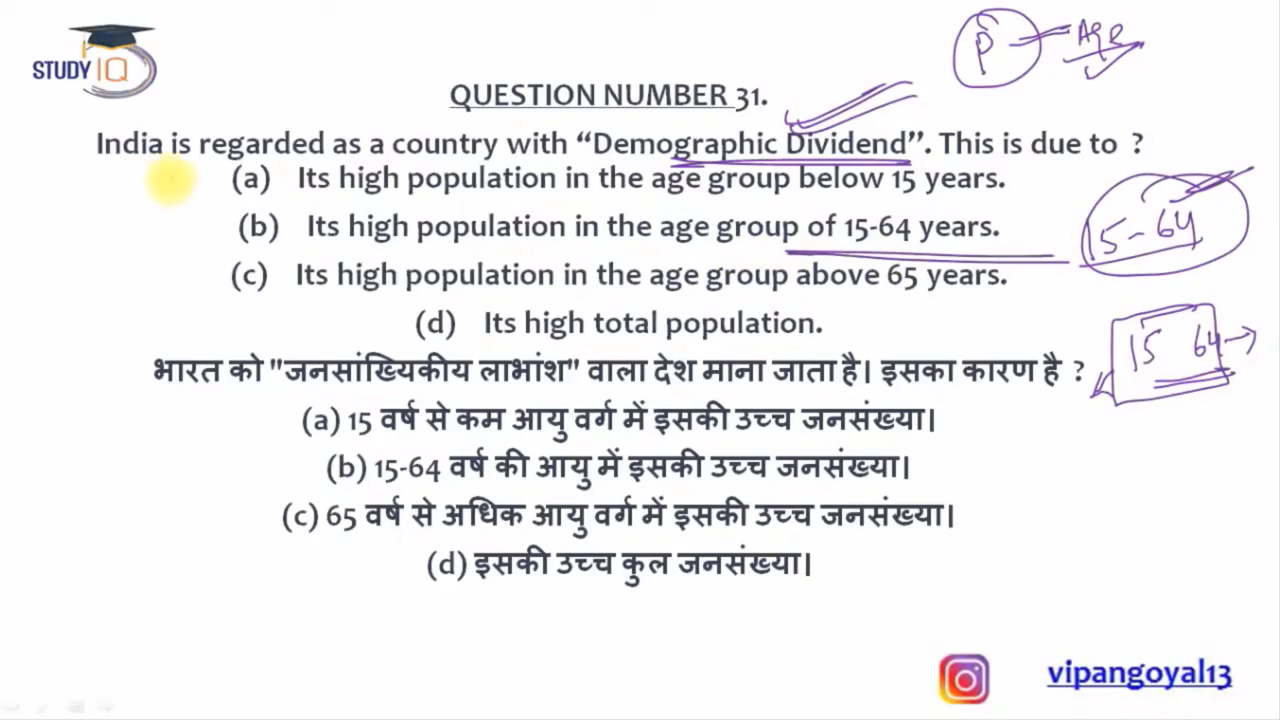 STUDY IQ
P Age
QUESTION NUMBER 31.
India is regarded as a country with “Demographic Dividend”. This is due to ?
(a) Its high population in the age group below 15 years.
(b) Its high population in the age group of 15-64 years.
15-64
(c) Its high population in the age group above 65 years.
(d) Its high total population.
15 64
भारत को "जनसांख्यिकीय लाभांश" वाला देश माना जाता है। इसका कारण है ?
(a) 15 वर्ष से कम आयु वर्ग में इसकी उच्च जनसंख्या।
(b) 15-64 वर्ष की आयु में इसकी उच्च जनसंख्या।
(c) 65 वर्ष से अधिक आयु वर्ग में इसकी उच्च जनसंख्या।
(d) इसकी उच्च कुल जनसंख्या।
vipangoyal13